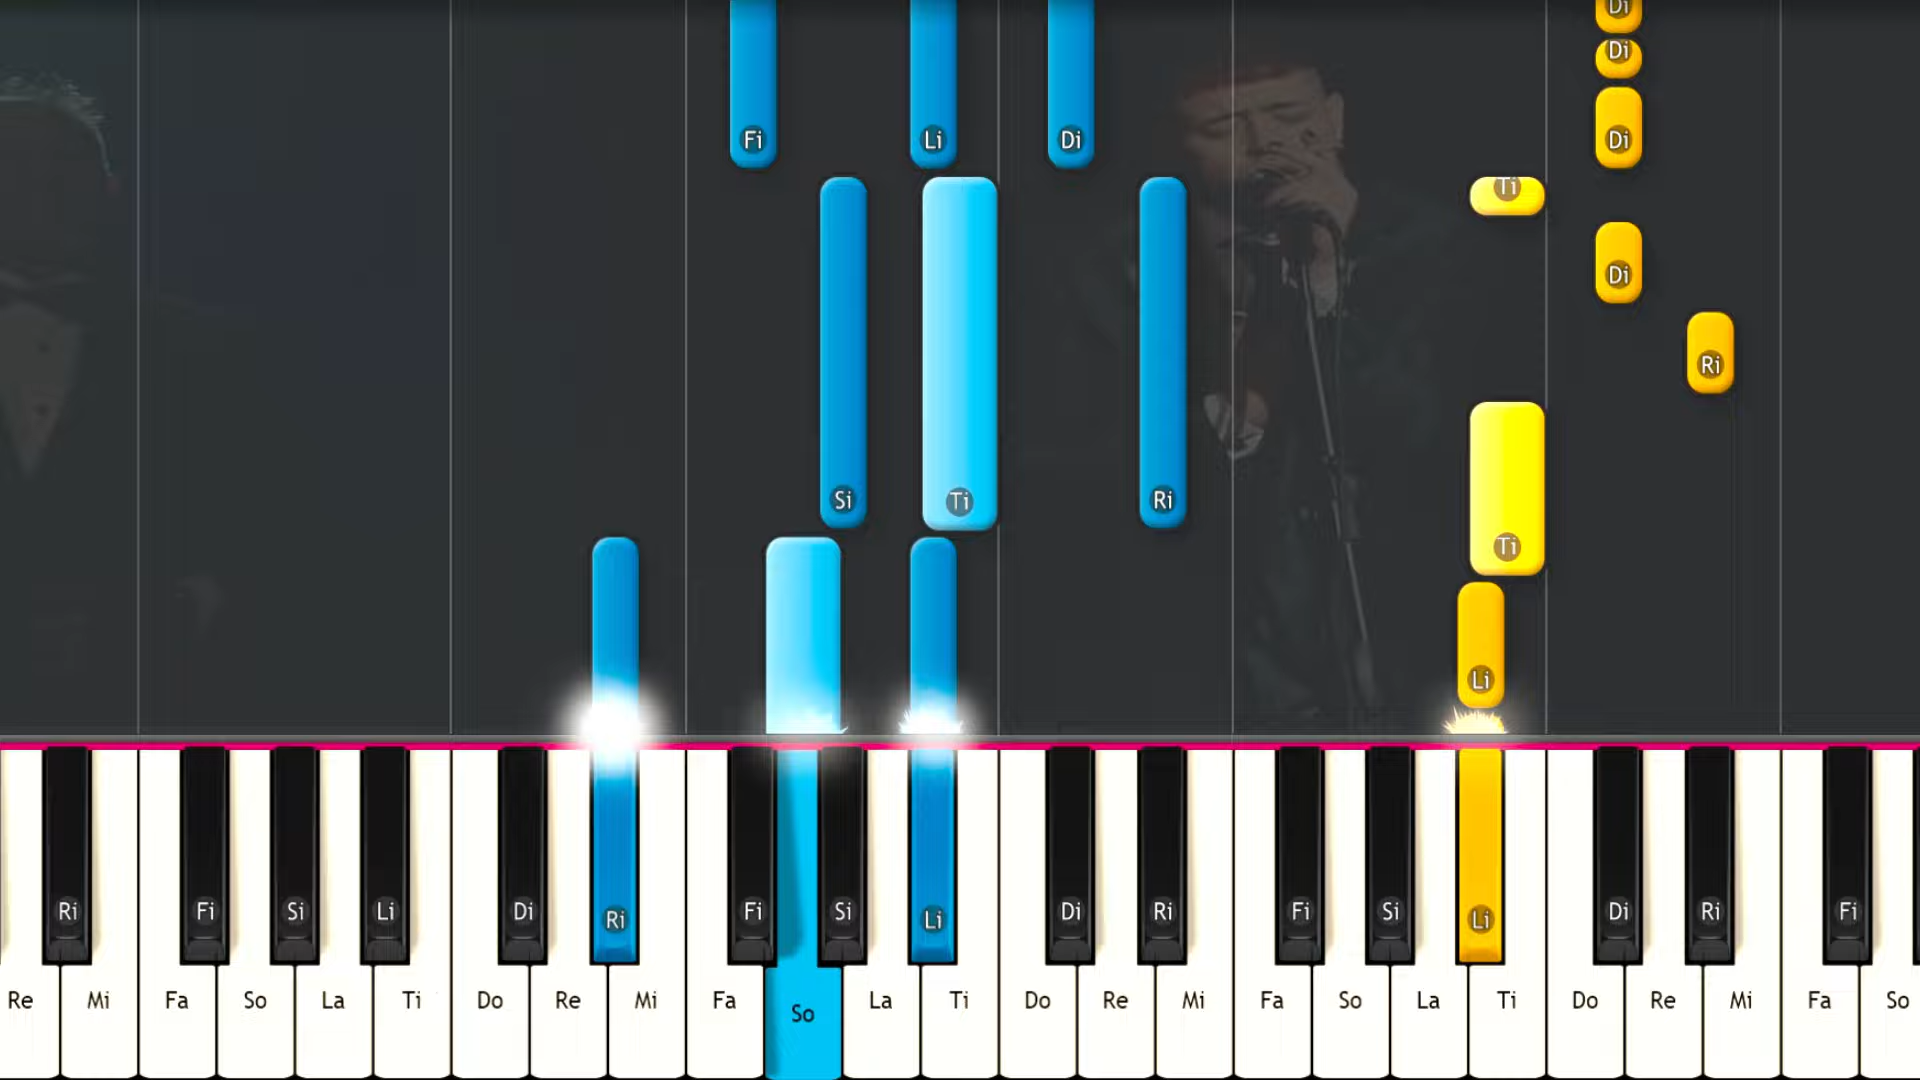 Di
Di
Fi Li Di Di
Ti
Di
Ri
Si Ti Ri
Ti
Li
Ri Fi Si Li Di Ri Fi Si Li Di Ri Fi Si Li Di Ri Fi
Re Mi Fa So La Ti Do Re Mi Fa So La Ti Do Re Mi Fa So La Ti Do Re Mi Fa So